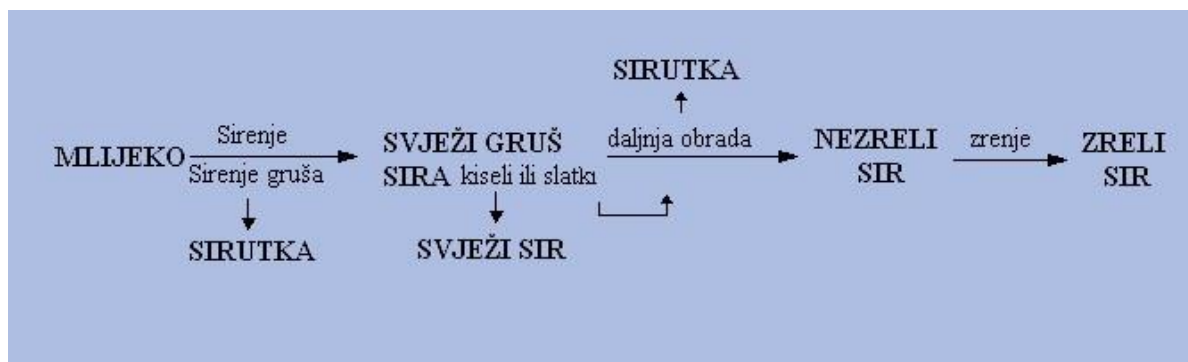 SIRUTKA
Sirenje
MLIJEKO
Sirenje gruša
SIRUTKA
SVJEŽI GRUŠ
SIRA kiseli ili slatki
SVJEŽI SIR
daljnja obrada
NEZRELI
SIR
zrenje
ZRELI
SIR